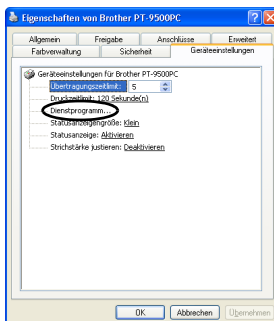 Eigenschaften von Brother PT-9500PC
Allgemein Freigabe Anschlüsse Erweitert
Farbverwaltung Sicherheit Geräteeinstellungen
Geräteeinstellungen für Brother PT-9500PC
Übertragungszeitlimit: 5
Druckzeitlimit: 120 Sekunde(n)
Dienstprogramm...
Statusanzeigengröße: Klein
Statusanzeige: Aktivieren
Strichstärke justieren: Deaktivieren
OK Abbrechen Übernehmen